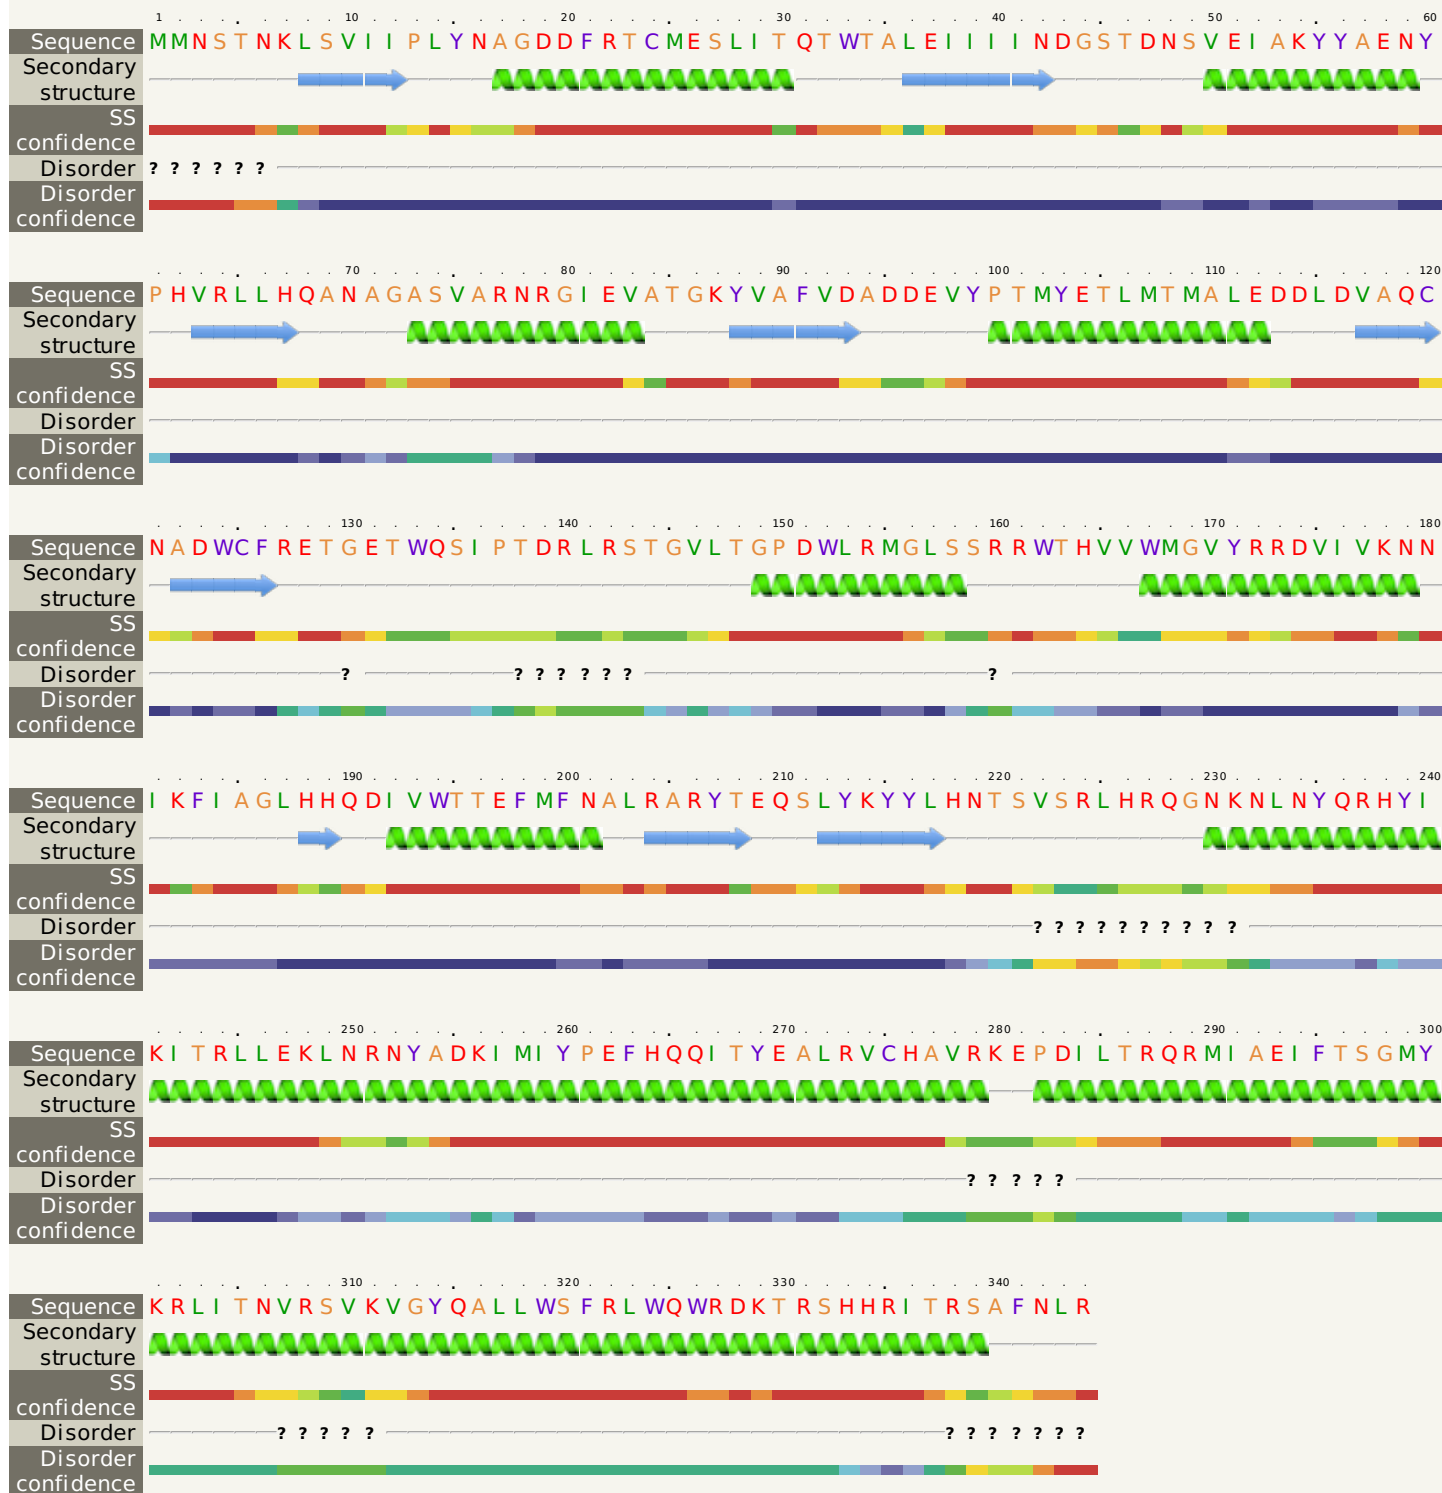 1 10 20 30 40 50 60
Sequence MMNSTNKLSVIIPLYNAGDDFRTCMESLITQTWTALEIIIINDGSTDNSVEIAKYYAENY
Secondary
structure
SS
confidence
Disorder ? ? ? ? ? ?
Disorder
confidence
70 80 90 100 110 120
Sequence PHVRLLHQANAGASVARNRGIEVATGKYVAFVDADDEVYPTMYETLMTMALEDDLDVAQC
Secondary
structure
SS
confidence
Disorder
Disorder
confidence
130 140 150 160 170 180
Sequence NADWCFRETGETWQSIPTDRLRSTGVLTGPDWLRMGLSSRRWTHVVWMGVYRRDVIVKNN
Secondary
structure
SS
confidence
Disorder ? ? ? ? ? ? ? ?
Disorder
confidence
190 200 210 220 230 240
Sequence IKFIAGLHHQDIVWTTEFMFNALRARYTEQSLYKYYLHNTSVSRLHRQGNKNLNYQRHYI
Secondary
structure
SS
confidence
Disorder ? ? ? ? ? ? ? ? ? ?
Disorder
confidence
250 260 270 280 290 300
Sequence KITRLLEKLNRNYADKIMIYPEFHQQITYEALRVCHAVRKEPDILTRQRMIAEIFTSGMY
Secondary
structure
SS
confidence
Disorder ? ? ? ? ?
Disorder
confidence
310 320 330 340
Sequence KRLITNVRSVKVGYQALLWSFRLWQWRDKTRSHHRITRSAFNLR
Secondary
structure
SS
confidence
Disorder ? ? ? ? ? ? ? ? ? ? ? ?
Disorder
confidence